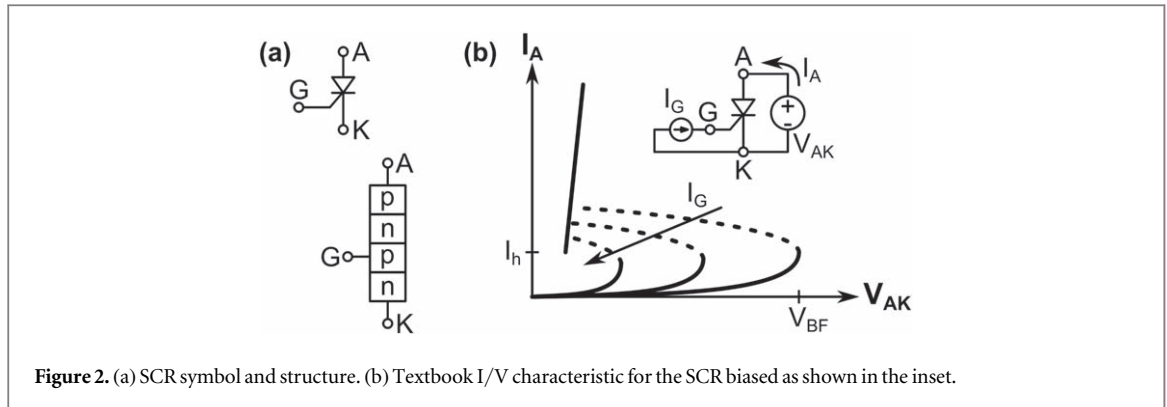 (a)
A
G
K
A
p
n
G
p
n
K
(b)
I_A
A
I_A
I_G
G
+
-
V_AK
K
I_G
I_h
V_AK
V_BF
Figure 2. (a) SCR symbol and structure. (b) Textbook I/V characteristic for the SCR biased as shown in the inset.